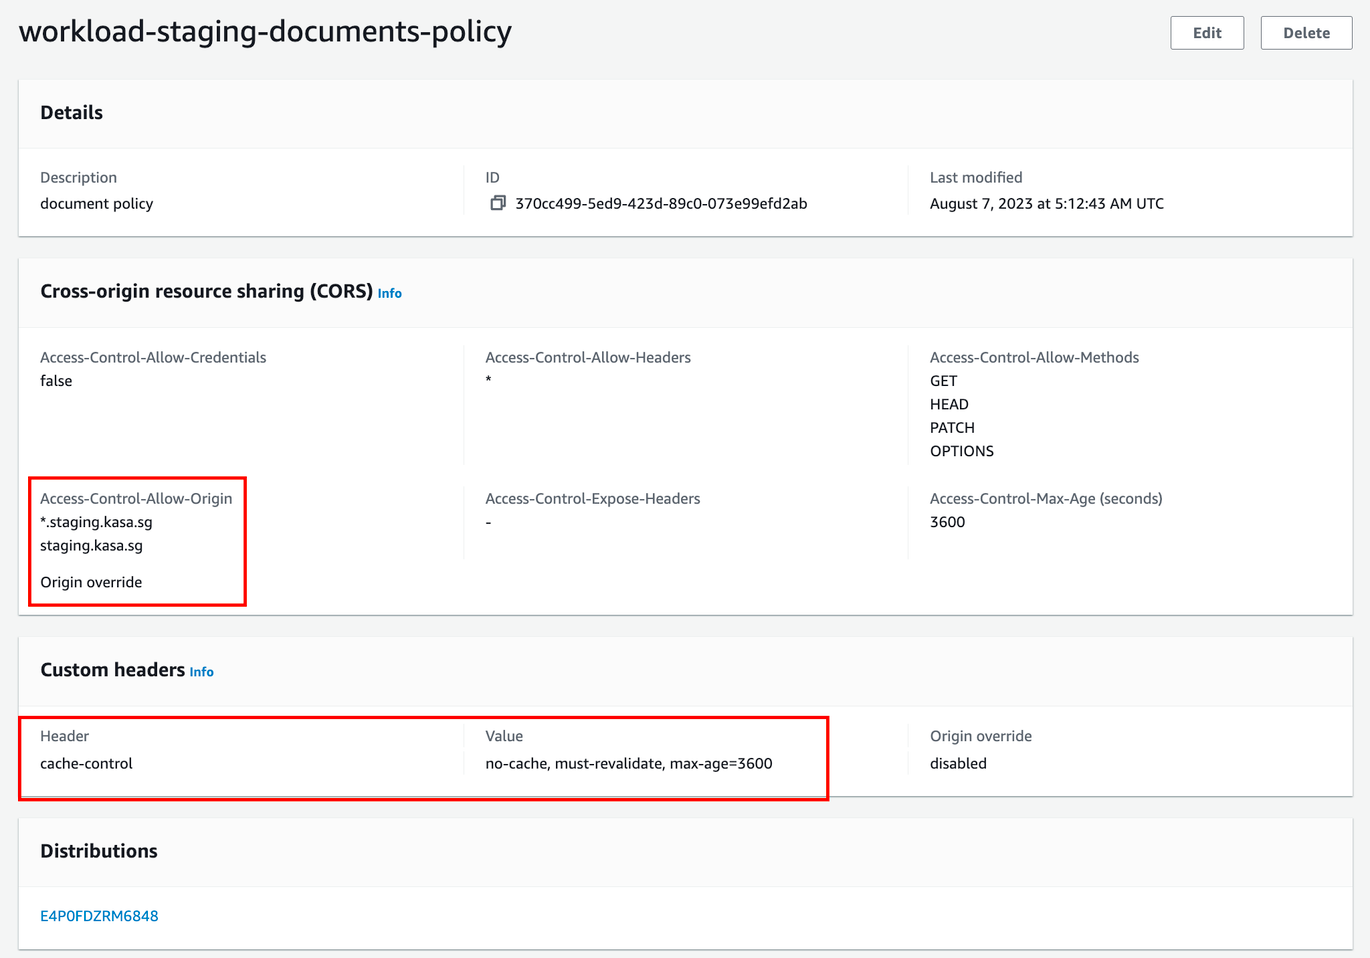 workload-staging-documents-policy
Edit
Delete
Details
Description
document policy
ID
370cc499-5ed9-423d-89c0-073e99efd2ab
Last modified
August 7, 2023 at 5:12:43 AM UTC
Cross-origin resource sharing (CORS) Info
Access-Control-Allow-Credentials
false
Access-Control-Allow-Headers
*
Access-Control-Allow-Methods
GET
HEAD
PATCH
OPTIONS
Access-Control-Allow-Origin
*.staging.kasa.sg
staging.kasa.sg
Origin override
Access-Control-Expose-Headers
-
Access-Control-Max-Age (seconds)
3600
Custom headers Info
Header
cache-control
Value
no-cache, must-revalidate, max-age=3600
Origin override
disabled
Distributions
E4P0FDZRM6848